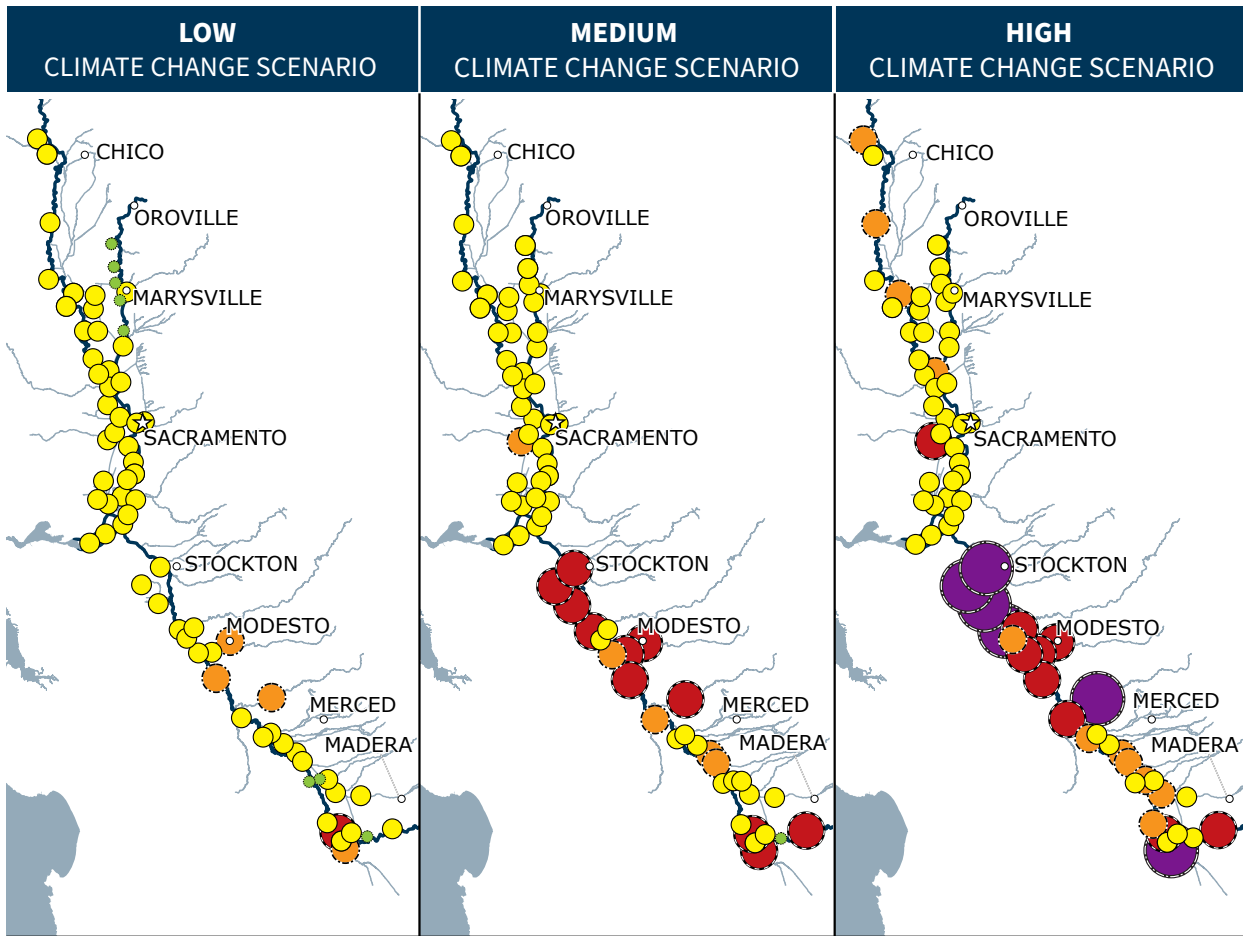 LOW
CLIMATE CHANGE SCENARIO
CHICO
OROVILLE
MARYSVILLE
SACRAMENTO
STOCKTON
MODESTO
MERCED
MADERA
MEDIUM
CLIMATE CHANGE SCENARIO
CHICO
OROVILLE
MARYSVILLE
SACRAMENTO
STOCKTON
MODESTO
MERCED
MADERA
HIGH
CLIMATE CHANGE SCENARIO
CHICO
OROVILLE
MARYSVILLE
SACRAMENTO
STOCKTON
MODESTO
MERCED
MADERA